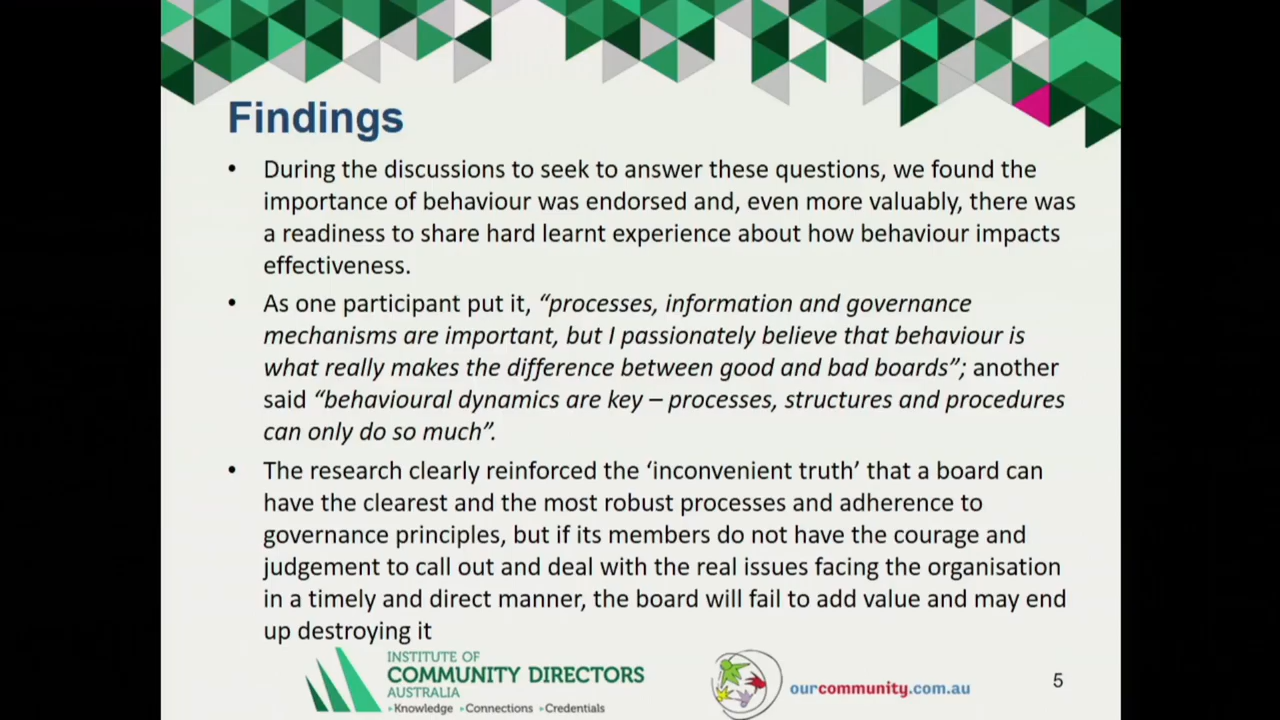 Findings
• During the discussions to seek to answer these questions, we found the
importance of behaviour was endorsed and, even more valuably, there was
a readiness to share hard learnt experience about how behaviour impacts
effectiveness.
• As one participant put it, “processes, information and governance
mechanisms are important, but I passionately believe that behaviour is
what really makes the difference between good and bad boards”; another
said “behavioural dynamics are key – processes, structures and procedures
can only do so much”.
• The research clearly reinforced the ‘inconvenient truth’ that a board can
have the clearest and the most robust processes and adherence to
governance principles, but if its members do not have the courage and
judgement to call out and deal with the real issues facing the organisation
in a timely and direct manner, the board will fail to add value and may end
up destroying it
INSTITUTE OF
COMMUNITY DIRECTORS
AUSTRALIA
Knowledge Connections Credentials
ourcommunity.com.au
5